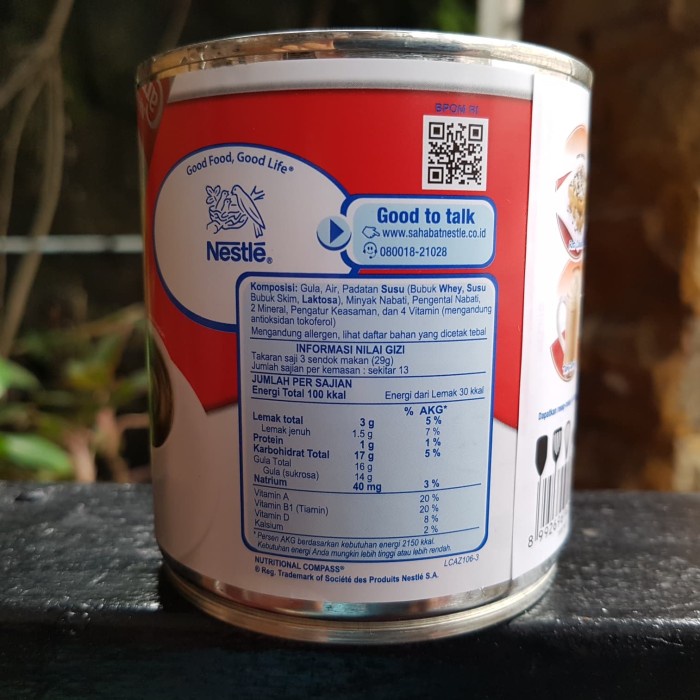 BPOM RI
Good Food, Good Life®
Nestlé®
Good to talk
www.sahabatnestle.co.id
080018-21028
Komposisi: Gula, Air, Padatan Susu (Bubuk Whey, Susu
Bubuk Skim, Laktosa), Minyak Nabati, Pengental Nabati,
2 Mineral, Pengatur Keasaman, dan 4 Vitamin (mengandung
antioksidan tokoferol)
Mengandung allergen, lihat daftar bahan yang dicetak tebal
INFORMASI NILAI GIZI
Takaran saji 3 sendok makan (29g)
Jumlah sajian per kemasan : sekitar 13
JUMLAH PER SAJIAN
Energi Total 100 kkal Energi dari Lemak 30 kkal
% AKG*
Lemak total 3 g 5 %
Lemak jenuh 1.5 g 7 %
Protein 1 g 1 %
Karbohidrat Total 17 g 5 %
Gula Total 16 g
Gula (sukrosa) 14 g
Natrium 40 mg 3 %
Vitamin A 20 %
Vitamin B1 (Tiamin) 20 %
Vitamin D 8 %
Kalsium 2 %
*Persen AKG berdasarkan kebutuhan energi 2150 kkal.
Kebutuhan energi Anda mungkin lebih tinggi atau lebih rendah.
NUTRITIONAL COMPASS® LCAZ106-3
® Reg. Trademark of Société des Produits Nestlé S.A.
Dapatkan